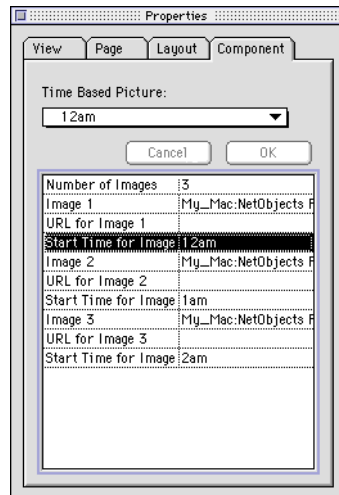 Properties
View Page Layout Component
Time Based Picture:
12am
Cancel OK
Number of Images 3
Image 1 My_Mac:NetObjects F
URL for Image 1
Start Time for Image 12am
Image 2 My_Mac:NetObjects F
URL for Image 2
Start Time for Image 1am
Image 3 My_Mac:NetObjects F
URL for Image 3
Start Time for Image 2am